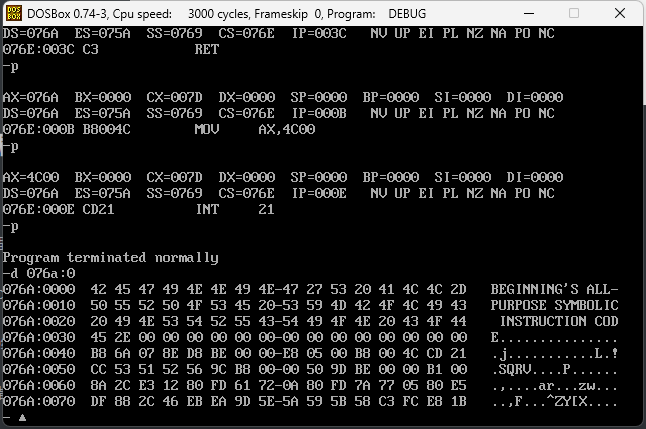 DOSBox 0.74-3, Cpu speed: 3000 cycles, Frameskip 0, Program: DEBUG
DS=076A ES=075A SS=0769 CS=076E IP=003C NV UP EI PL NZ NA PO NC
076E:003C C3 RET
-p
AX=076A BX=0000 CX=007D DX=0000 SP=0000 BP=0000 SI=0000 DI=0000
DS=076A ES=075A SS=0769 CS=076E IP=000B NV UP EI PL NZ NA PO NC
076E:000B B8004C MOV AX,4C00
-p
AX=4C00 BX=0000 CX=007D DX=0000 SP=0000 BP=0000 SI=0000 DI=0000
DS=076A ES=075A SS=0769 CS=076E IP=000E NV UP EI PL NZ NA PO NC
076E:000E CD21 INT 21
-p
Program terminated normally
-d 076a:0
076A:0000 42 45 47 49 4E 4E 49 4E-47 27 53 20 41 4C 4C 2D BEGINNING'S ALL-
076A:0010 50 55 52 50 4F 53 45 20-53 59 4D 42 4F 4C 49 43 PURPOSE SYMBOLIC
076A:0020 20 49 4E 53 54 52 55 43-54 49 4F 4E 20 43 4F 44 INSTRUCTION COD
076A:0030 45 2E 00 00 00 00 00 00-00 00 00 00 00 00 00 00 E...............
076A:0040 B8 6A 07 8E D8 BE 00 00-E8 05 00 B8 00 4C CD 21 .j...........L.!
076A:0050 CC 53 51 52 56 9C B8 00-00 50 9D BE 00 00 B1 00 .SQRV....P......
076A:0060 8A 2C E3 12 80 FD 61 72-0A 80 FD 7A 77 05 80 E5 .,....ar...zw...
076A:0070 DF 88 2C 46 EB EA 9D 5E-5A 59 5B 58 C3 FC E8 1B ..,F...^ZY[X....
-